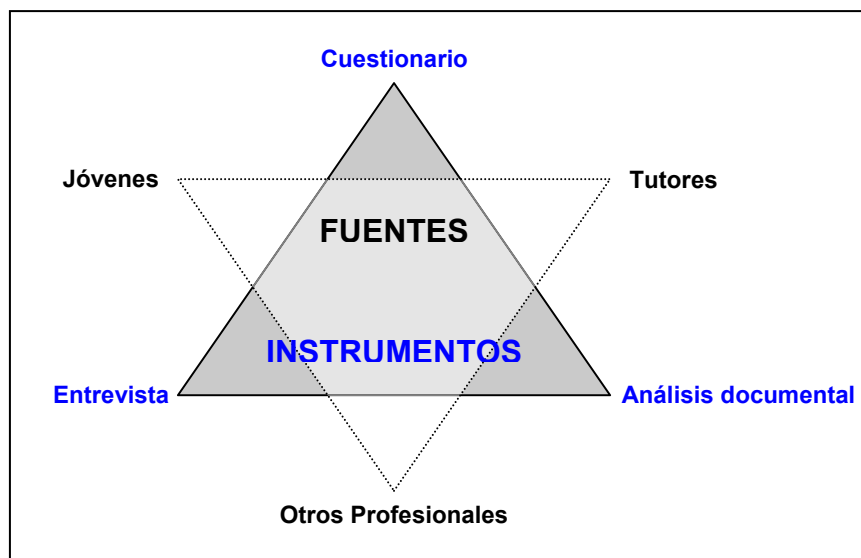 Cuestionario
Jóvenes
Tutores
FUENTES
INSTRUMENTOS
Entrevista
Análisis documental
Otros Profesionales